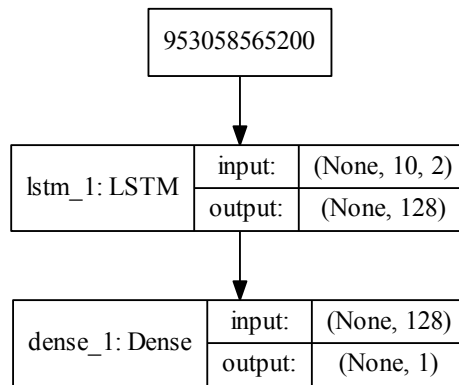 953058565200
lstm_1: LSTM
input: (None, 10, 2)
output: (None, 128)
dense_1: Dense
input: (None, 128)
output: (None, 1)